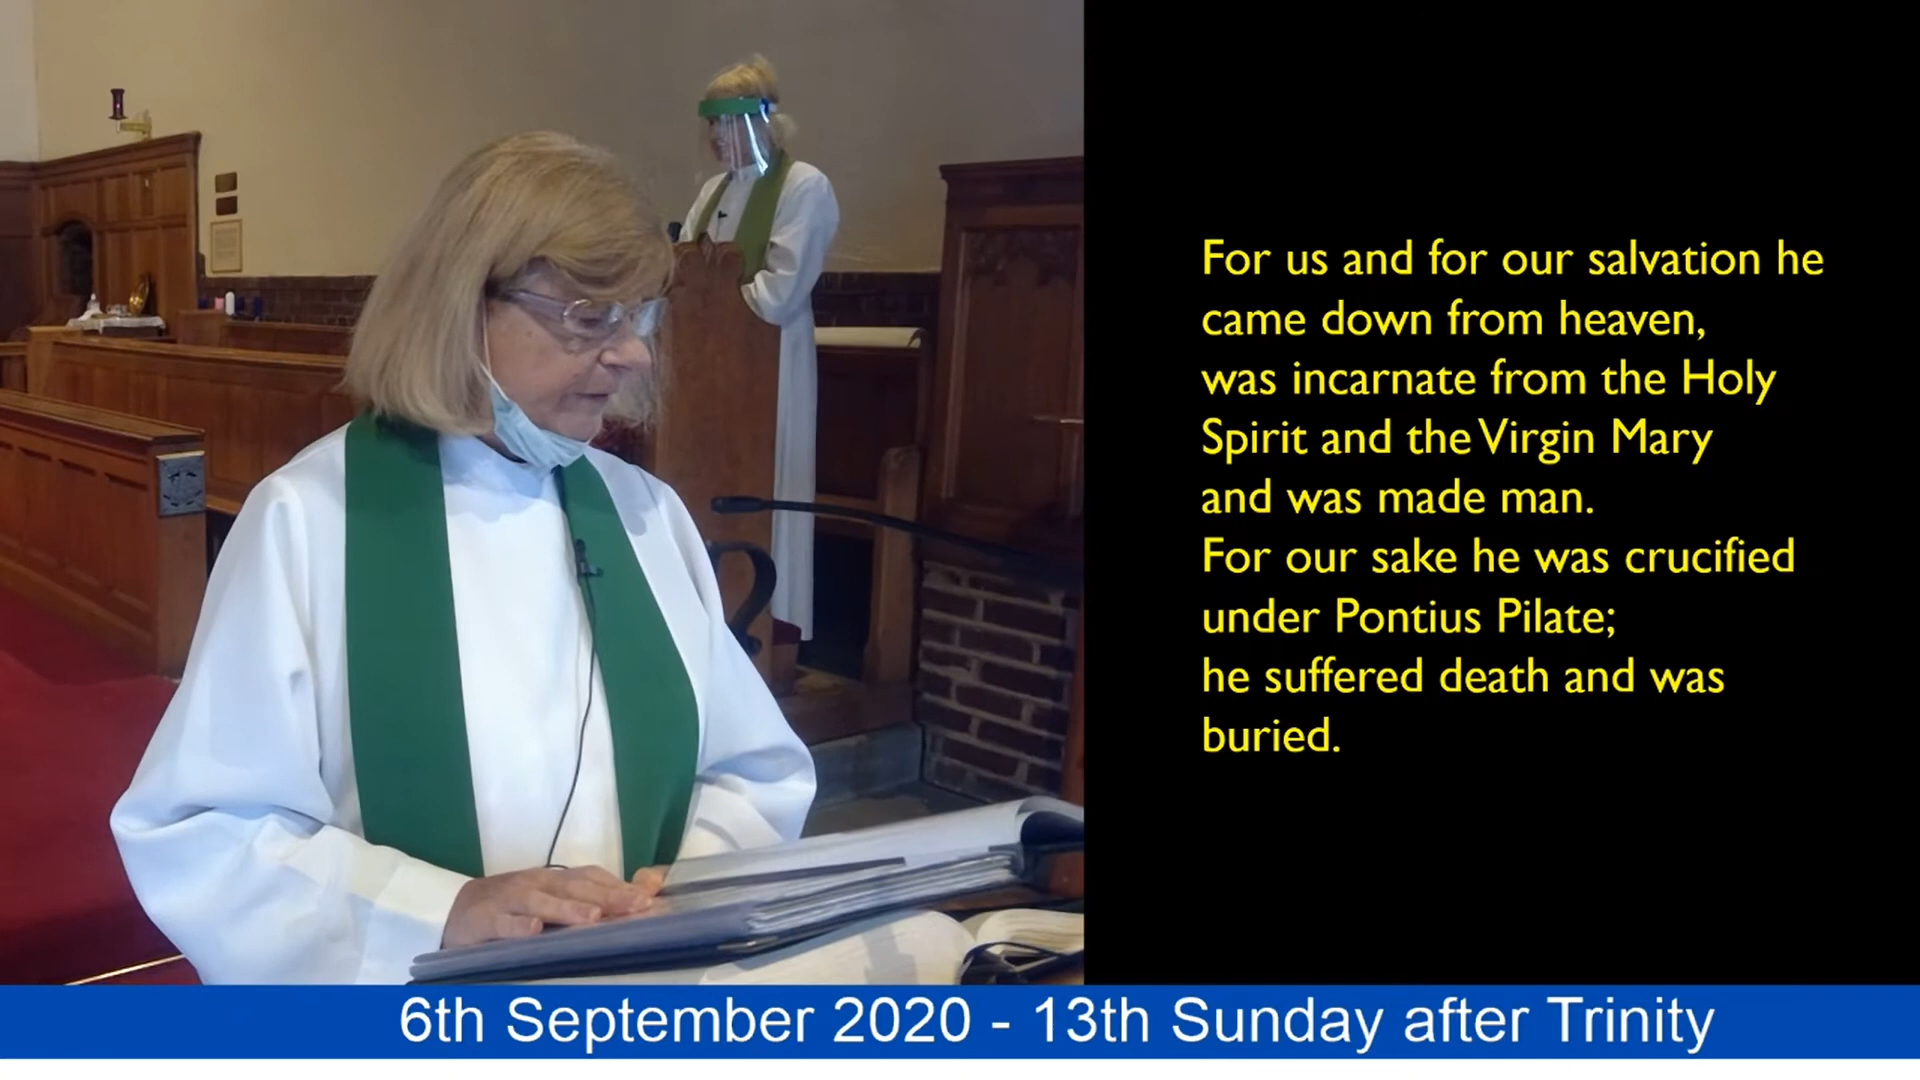 For us and for our salvation he
came down from heaven,
was incarnate from the Holy
Spirit and the Virgin Mary
and was made man.
For our sake he was crucified
under Pontius Pilate;
he suffered death and was
buried.
6th September 2020 - 13th Sunday after Trinity